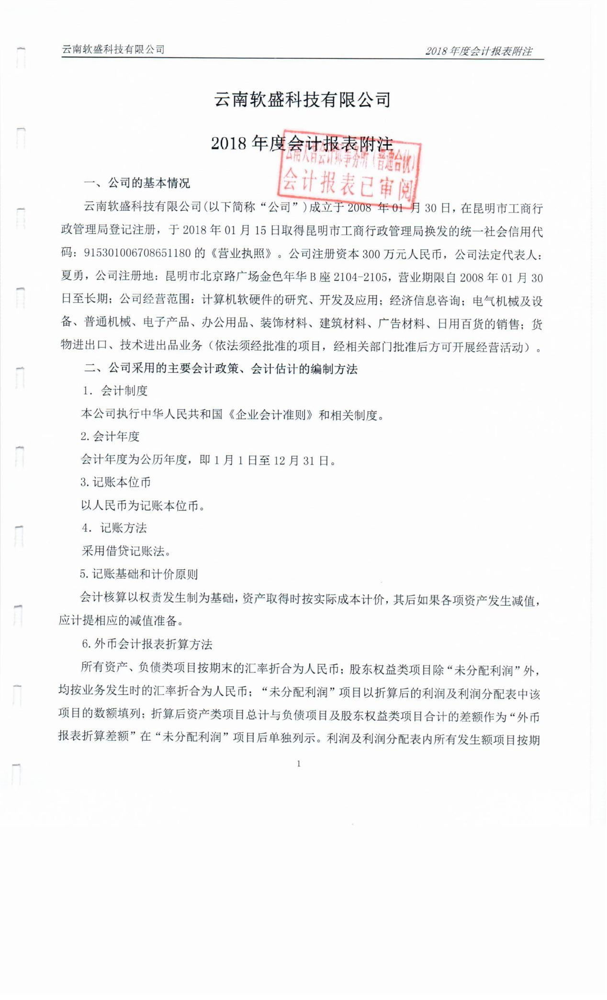 云南软盛科技有限公司
2018 年度会计报表附注
云南软盛科技有限公司
2018 年度会计报表附注
会计师事务所（普通合伙）
会计报表已审阅
一、公司的基本情况
云南软盛科技有限公司(以下简称“公司”)成立于 2008 年 01 月 30 日，在昆明市工商行
政管理局登记注册，于 2018 年 01 月 15 日取得昆明市工商行政管理局换发的统一社会信用代
码：915301006708651180 的《营业执照》。公司注册资本 300 万元人民币，公司法定代表人：
夏勇，公司注册地：昆明市北京路广场金色年华 B 座 2104-2105，营业期限自 2008 年 01 月 30
日至长期；公司经营范围：计算机软硬件的研究、开发及应用；经济信息咨询；电气机械及设
备、普通机械、电子产品、办公用品、装饰材料、建筑材料、广告材料、日用百货的销售；货
物进出口、技术进出品业务（依法须经批准的项目，经相关部门批准后方可开展经营活动）。
二、公司采用的主要会计政策、会计估计的编制方法
1. 会计制度
本公司执行中华人民共和国《企业会计准则》和相关制度。
2.会计年度
会计年度为公历年度，即 1 月 1 日至 12 月 31 日。
3.记账本位币
以人民币为记账本位币。
4. 记账方法
采用借贷记账法。
5.记账基础和计价原则
会计核算以权责发生制为基础，资产取得时按实际成本计价，其后如果各项资产发生减值，
应计提相应的减值准备。
6.外币会计报表折算方法
所有资产、负债类项目按期末的汇率折合为人民币；股东权益类项目除“未分配利润”外，
均按业务发生时的汇率折合为人民币；“未分配利润”项目以折算后的利润及利润分配表中该
项目的数额填列；折算后资产类项目总计与负债项目及股东权益类项目合计的差额作为“外币
报表折算差额”在“未分配利润”项目后单独列示。利润及利润分配表内所有发生额项目按期
1